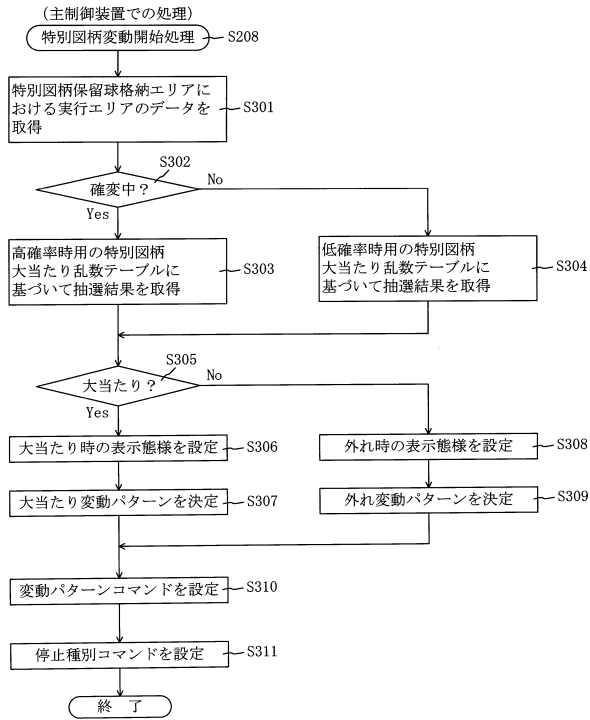 (主制御装置での処理)
特別図柄変動開始処理
S208
特別図柄保留球格納エリアに
おける実行エリアのデータを
取得
S301
S302
確変中?
No
Yes
高確率時用の特別図柄
大当たり乱数テーブルに
基づいて抽選結果を取得
S303
低確率時用の特別図柄
大当たり乱数テーブルに
基づいて抽選結果を取得
S304
S305
大当たり?
No
Yes
大当たり時の表示態様を設定
S306
外れ時の表示態様を設定
S308
大当たり変動パターンを決定
S307
外れ変動パターンを決定
S309
変動パターンコマンドを設定
S310
停止種別コマンドを設定
S311
終 了